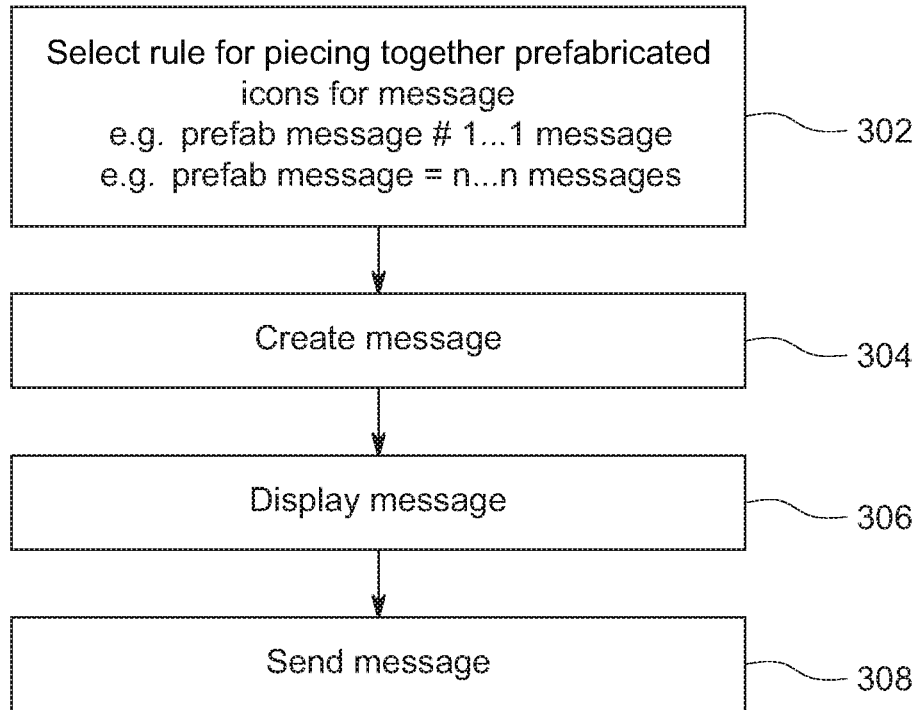 Select rule for piecing together prefabricated
icons for message
e.g. prefab message # 1...1 message
e.g. prefab message = n...n messages
302
Create message
304
Display message
306
Send message
308